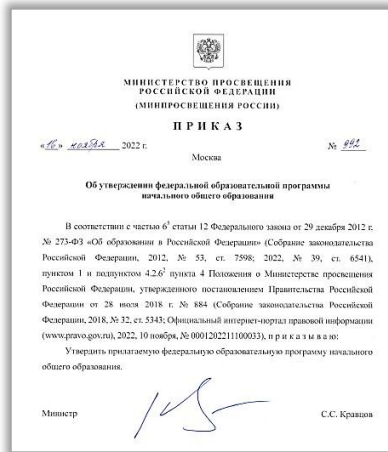 МИНИСТЕРСТВО ПРОСВЕЩЕНИЯ
РОССИЙСКОЙ ФЕДЕРАЦИИ
(МИНПРОСВЕЩЕНИЯ РОССИИ)
ПРИКАЗ
«16» ноября 2022 г. № 992
Москва
Об утверждении федеральной образовательной программы
начального общего образования
В соответствии с частью 6⁵ статьи 12 Федерального закона от 29 декабря 2012 г.
№ 273-ФЗ «Об образовании в Российской Федерации» (Собрание законодательства
Российской Федерации, 2012, № 53, ст. 7598; 2022, № 39, ст. 6541),
пунктом 1 и подпунктом 4.2.6² пункта 4 Положения о Министерстве просвещения
Российской Федерации, утвержденного постановлением Правительства Российской
Федерации от 28 июля 2018 г. № 884 (Собрание законодательства Российской
Федерации, 2018, № 32, ст. 5343; Официальный интернет-портал правовой информации
(www.pravo.gov.ru), 2022, 10 ноября, № 0001202211100033), п р и к а з ы в а ю:
Утвердить прилагаемую федеральную образовательную программу начального
общего образования.
Министр С.С. Кравцов